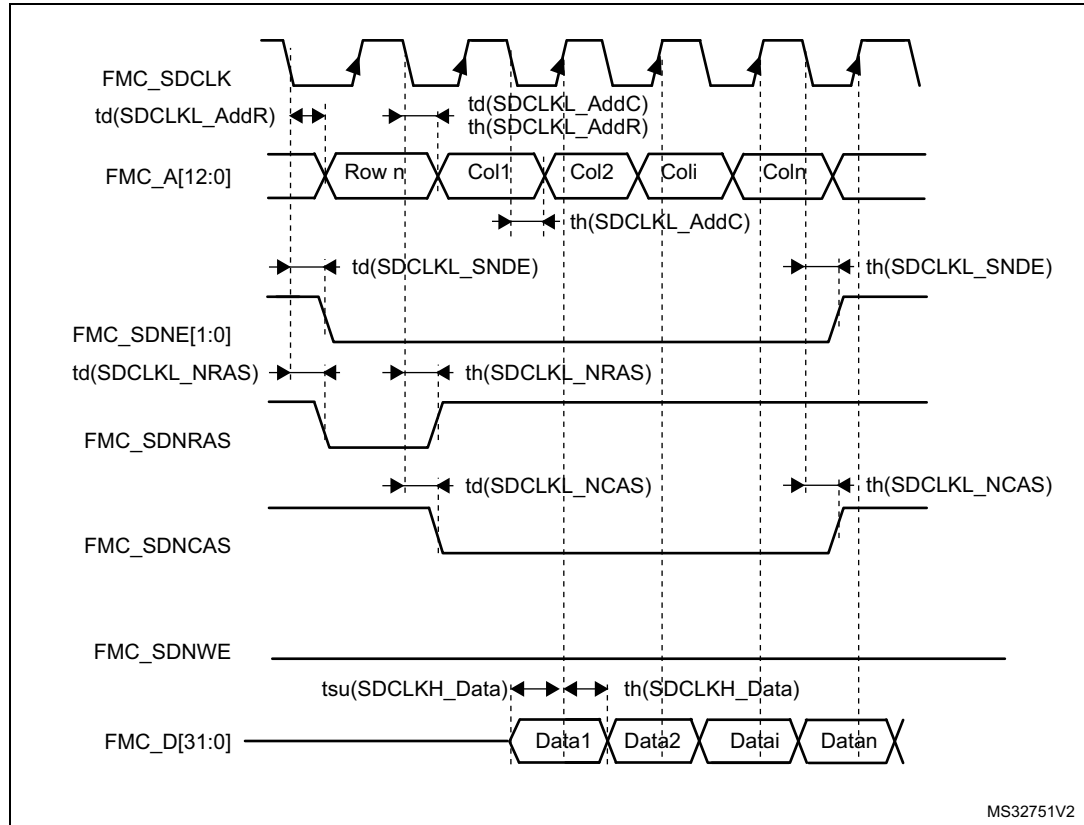 FMC_SDCLK
td(SDCLKL_AddR)
td(SDCLKL_AddC)
th(SDCLKL_AddR)
FMC_A[12:0]
Row n
Col1
Col2
Coli
Coln
th(SDCLKL_AddC)
td(SDCLKL_SNDE)
th(SDCLKL_SNDE)
FMC_SDNE[1:0]
td(SDCLKL_NRAS)
th(SDCLKL_NRAS)
FMC_SDNRAS
td(SDCLKL_NCAS)
th(SDCLKL_NCAS)
FMC_SDNCAS
FMC_SDNWE
tsu(SDCLKH_Data)
th(SDCLKH_Data)
FMC_D[31:0]
Data1
Data2
Datai
Datan
MS32751V2